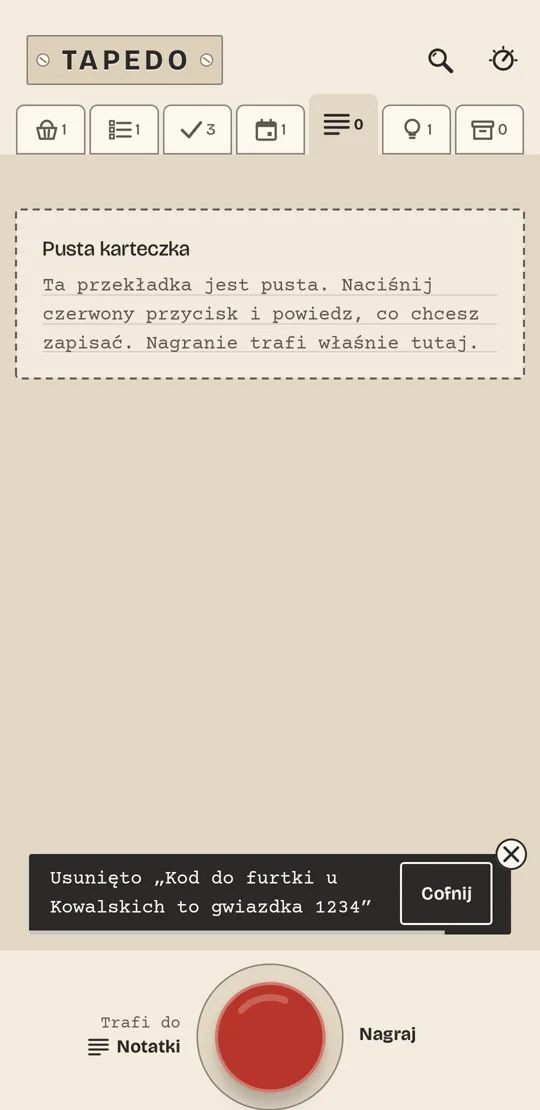 TAPEDO
1
1
3
1
0
1
0
Pusta karteczka
Ta przekładka jest pusta. Naciśnij
czerwony przycisk i powiedz, co chcesz
zapisać. Nagranie trafi właśnie tutaj.
Usunięto „Kod do furtki u
Kowalskich to gwiazdka 1234”
Cofnij
Trafi do
Notatki
Nagraj